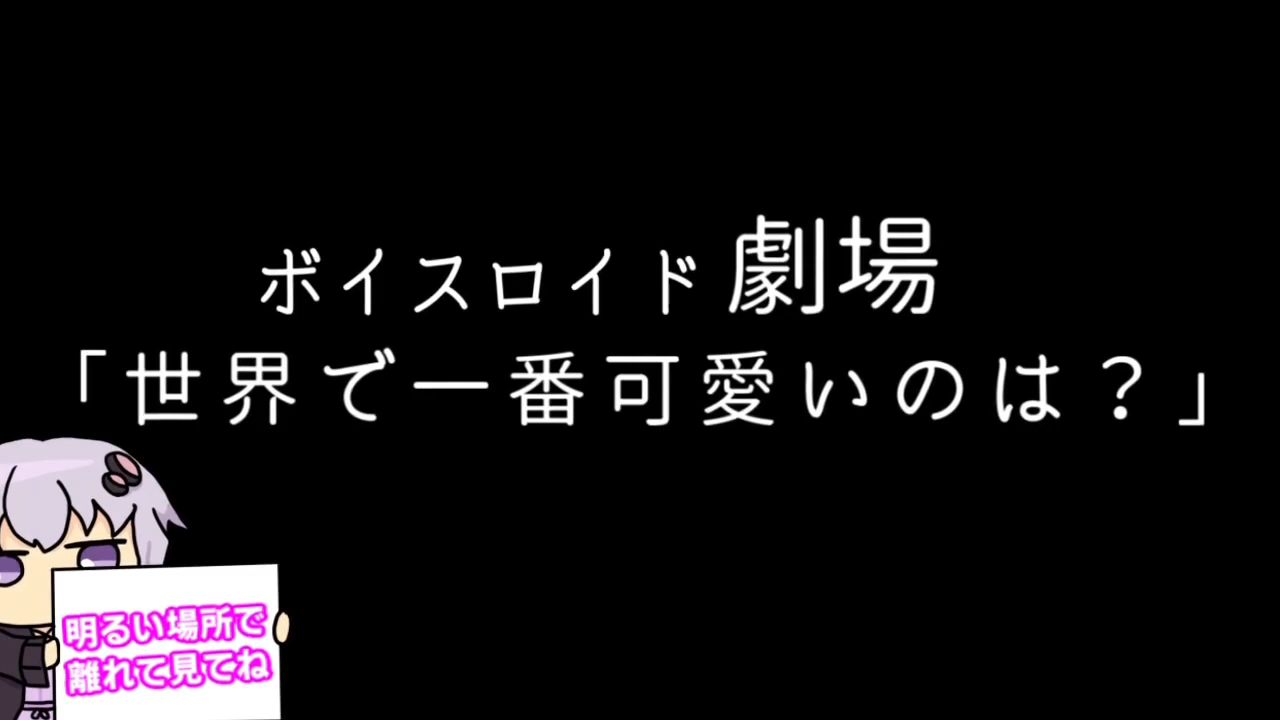 ボイスロイド劇場
「世界で一番可愛いのは？」
明るい場所で
離れて見てね